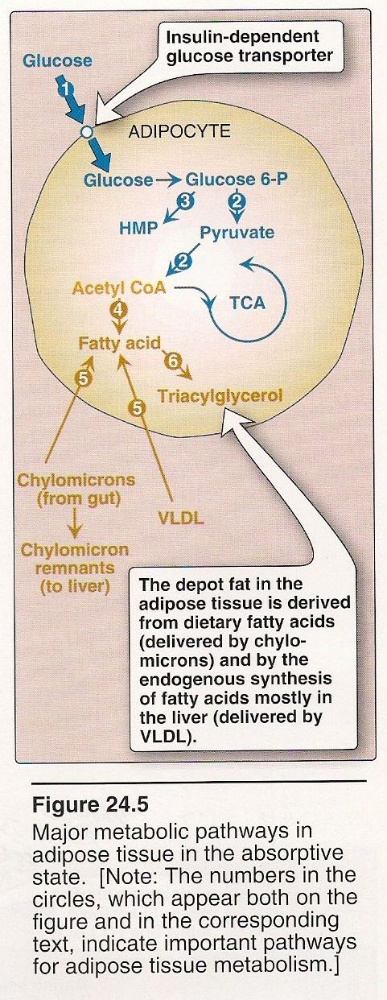 Insulin-dependent
glucose transporter
Glucose
1
ADIPOCYTE
Glucose Glucose 6-P
3 2
HMP Pyruvate
2
Acetyl CoA
TCA
4
Fatty acid
6
5
Triacylglycerol
5
Chylomicrons
(from gut)
VLDL
Chylomicron
remnants
(to liver)
The depot fat in the
adipose tissue is derived
from dietary fatty acids
(delivered by chylo-
microns) and by the
endogenous synthesis
of fatty acids mostly in
the liver (delivered by
VLDL).
Figure 24.5
Major metabolic pathways in
adipose tissue in the absorptive
state. [Note: The numbers in the
circles, which appear both on the
figure and in the corresponding
text, indicate important pathways
for adipose tissue metabolism.]